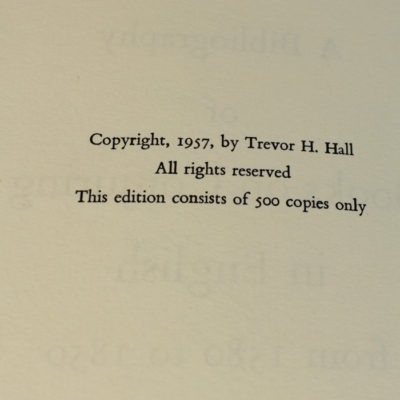 Copyright, 1957, by Trevor H. Hall
All rights reserved
This edition consists of 500 copies only